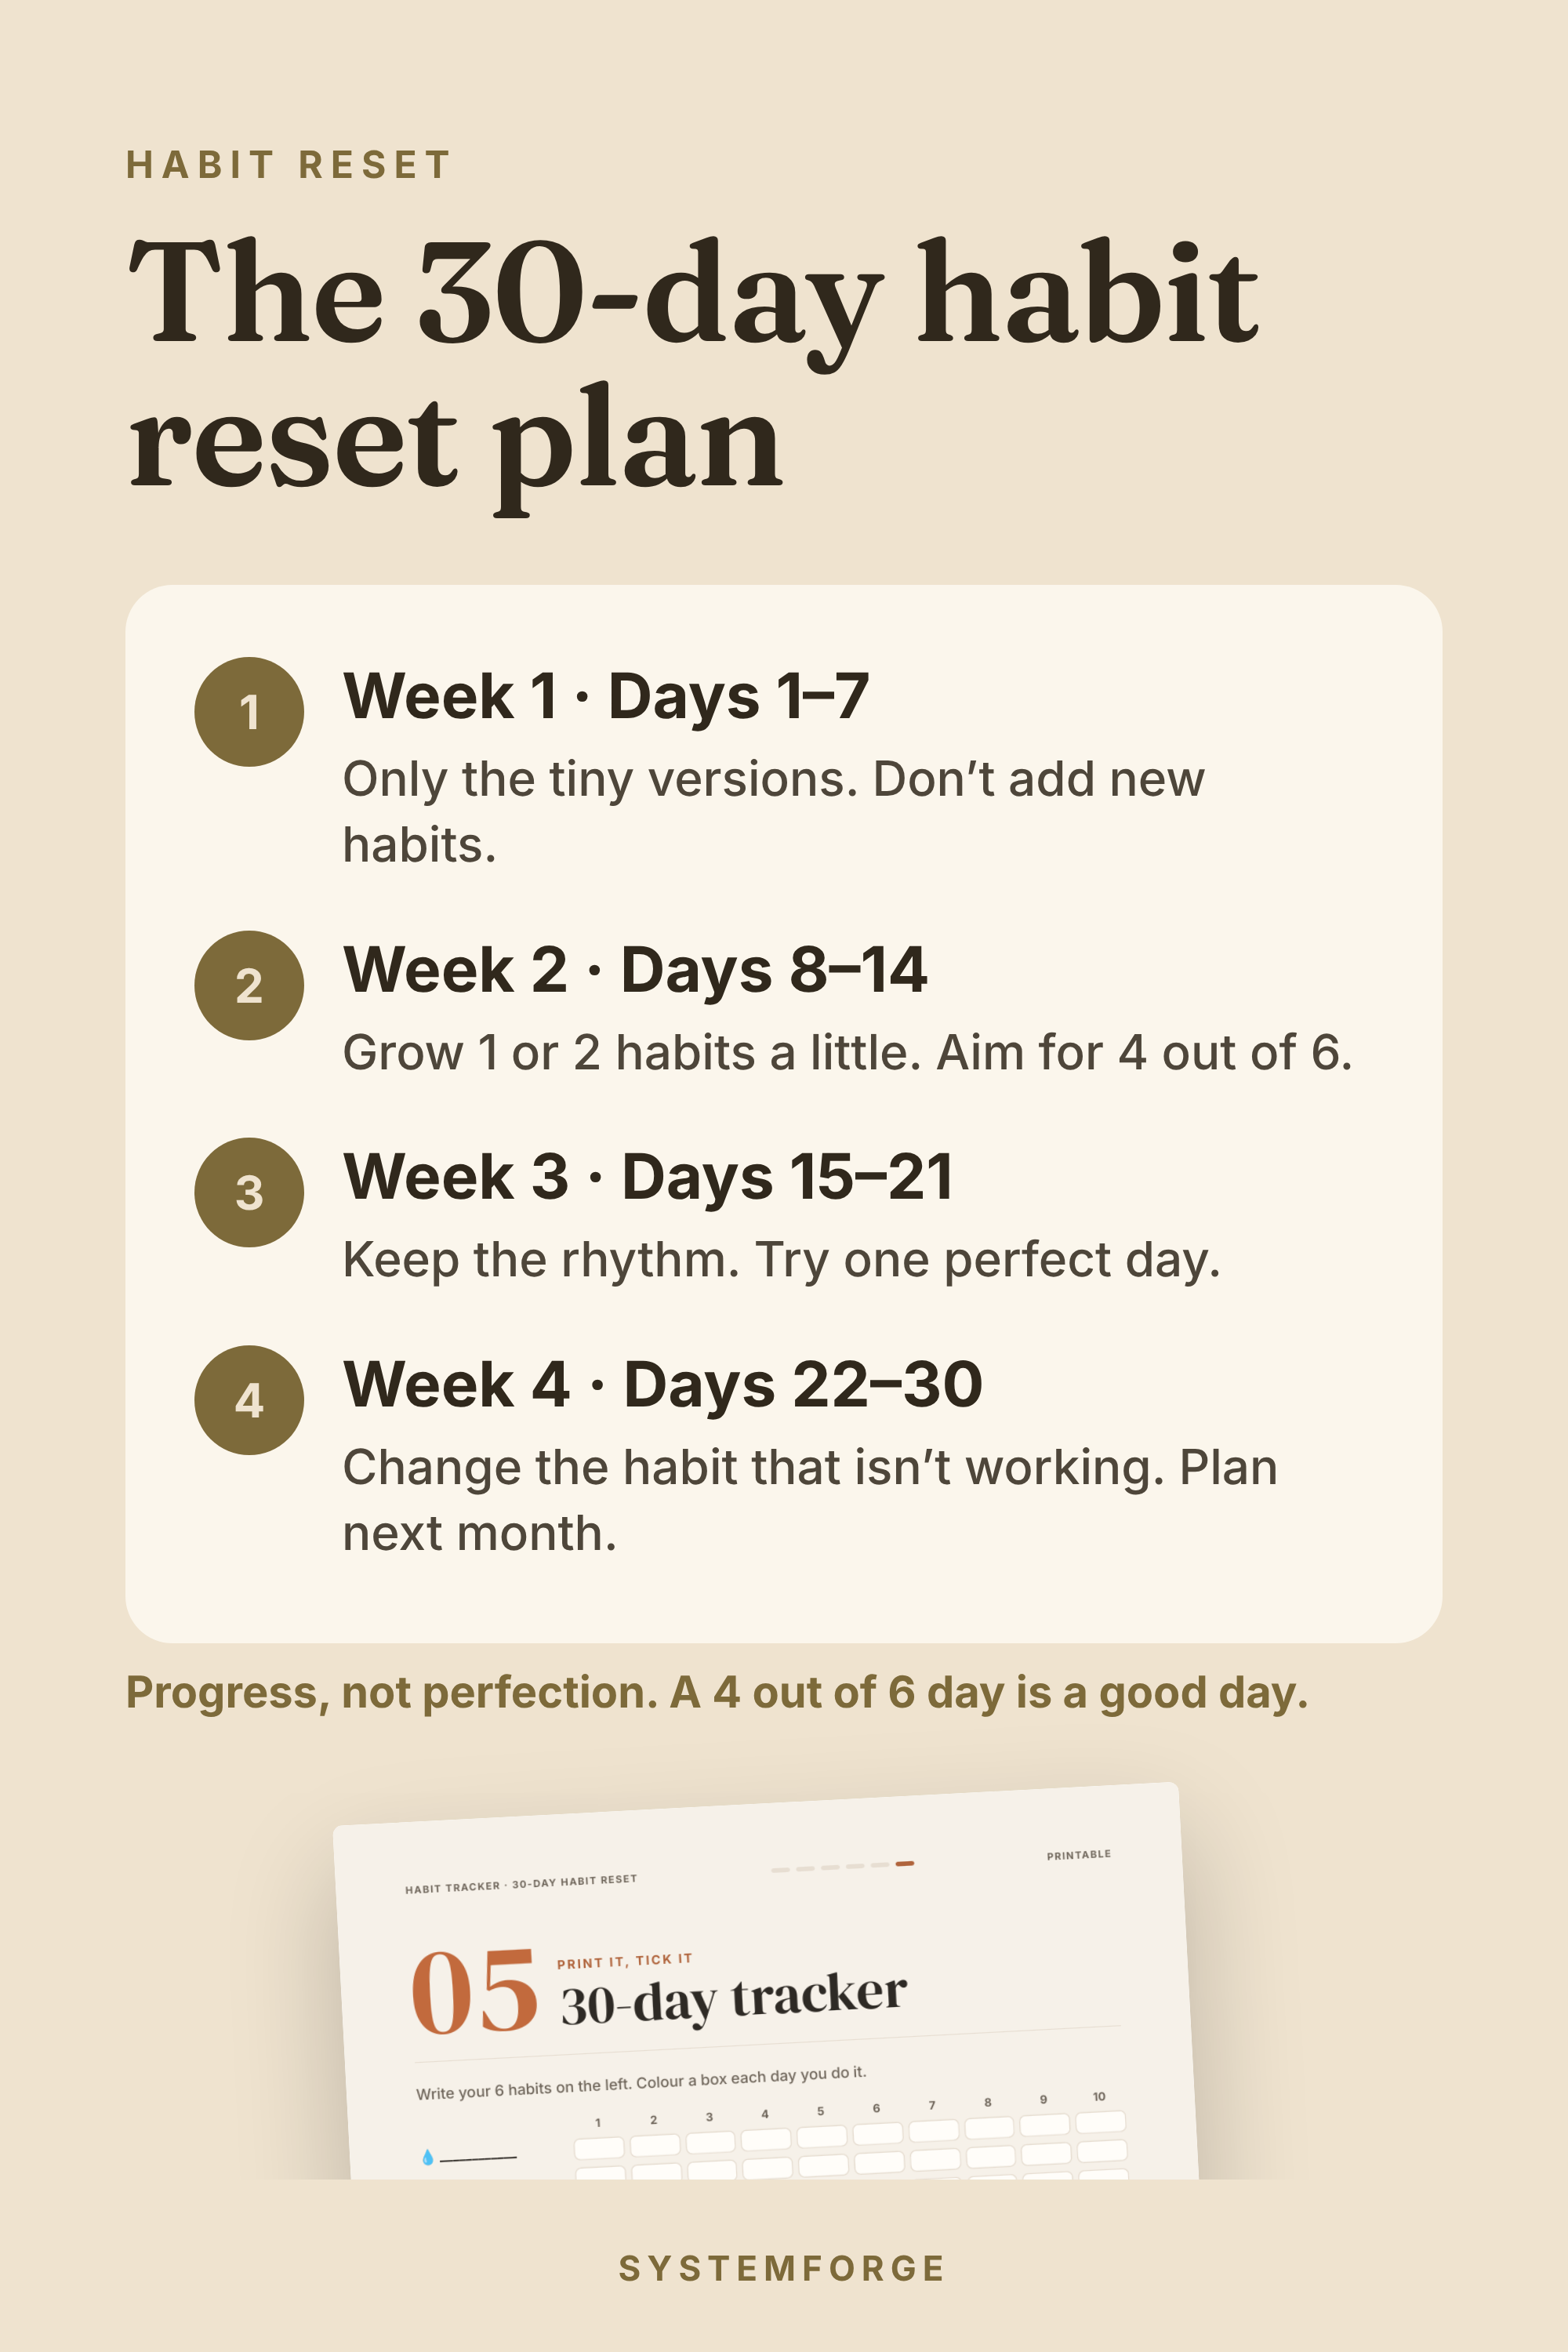 HABIT RESET
The 30-day habit
reset plan
1
Week 1 · Days 1–7
Only the tiny versions. Don’t add new
habits.
2
Week 2 · Days 8–14
Grow 1 or 2 habits a little. Aim for 4 out of 6.
3
Week 3 · Days 15–21
Keep the rhythm. Try one perfect day.
4
Week 4 · Days 22–30
Change the habit that isn’t working. Plan
next month.
Progress, not perfection. A 4 out of 6 day is a good day.
HABIT TRACKER · 30-DAY HABIT RESET
PRINTABLE
05
PRINT IT, TICK IT
30-day tracker
Write your 6 habits on the left. Colour a box each day you do it.
1 2 3 4 5 6 7 8 9 10
SYSTEMFORGE